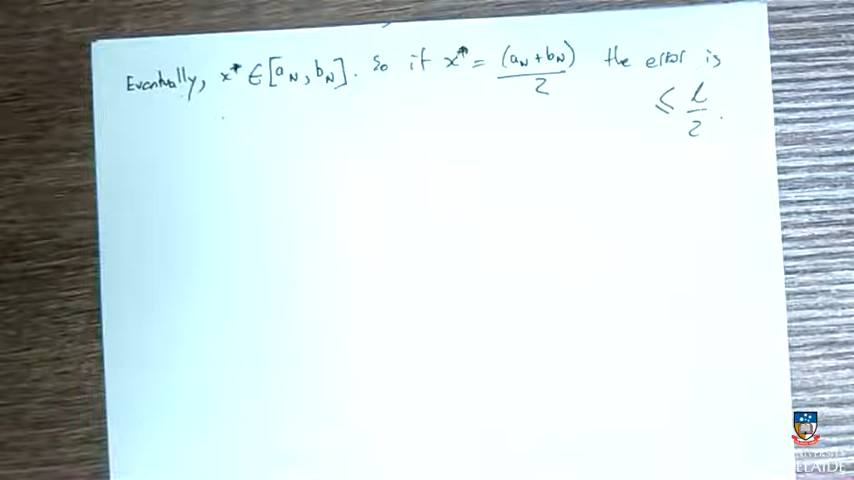 Eventually, x* ∈ [a_N, b_N]. So if x* = (a_N + b_N)/2 the error is
≤ l/2.